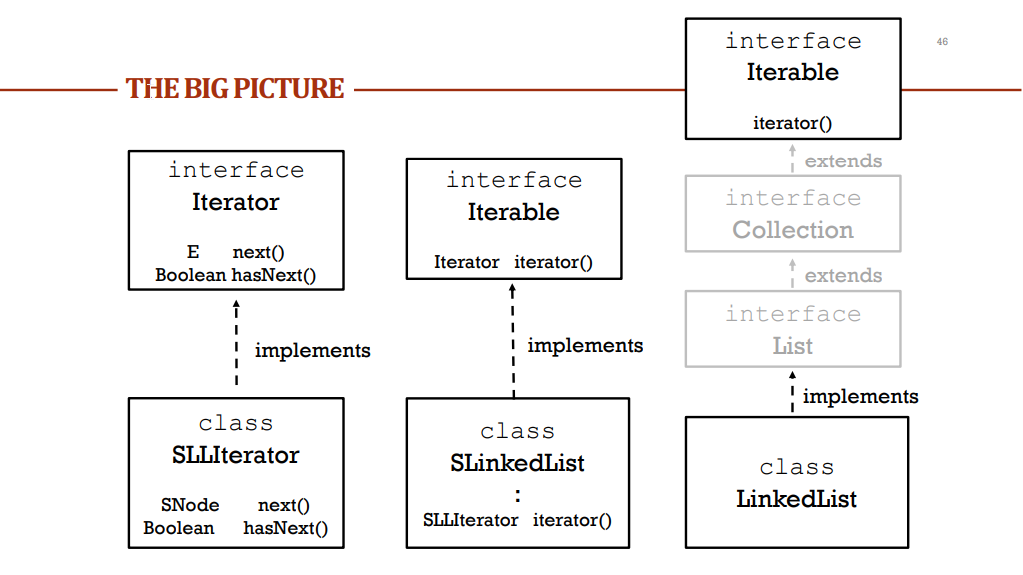 46
THE BIG PICTURE
interface
Iterator
E next()
Boolean hasNext()
implements
class
SLLIterator
SNode next()
Boolean hasNext()
interface
Iterable
Iterator iterator()
implements
class
SLinkedList
:
SLLIterator iterator()
interface
Iterable
iterator()
extends
interface
Collection
extends
interface
List
implements
class
LinkedList